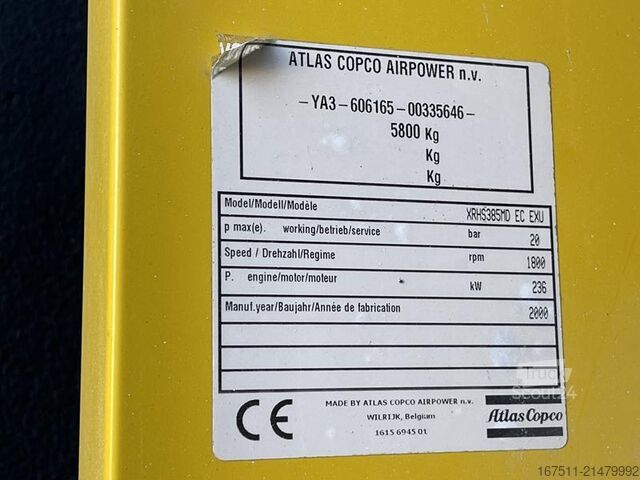 ATLAS COPCO AIRPOWER n.v.
-YA3-606165-00335646-
5800 Kg
Kg
Kg
Model/Modell/Modèle XRHS385MD EC EXU
p max(e). working/betrieb/service bar 20
Speed / Drehzahl/Regime rpm 1800
P. engine/motor/moteur kW 236
Manuf.year/Baujahr/Année de fabrication 2000
CE
MADE BY ATLAS COPCO AIRPOWER n.v.
WILRIJK, Belgium
1615 6945 01
Atlas Copco
Truck
Scout24
167511-21479992